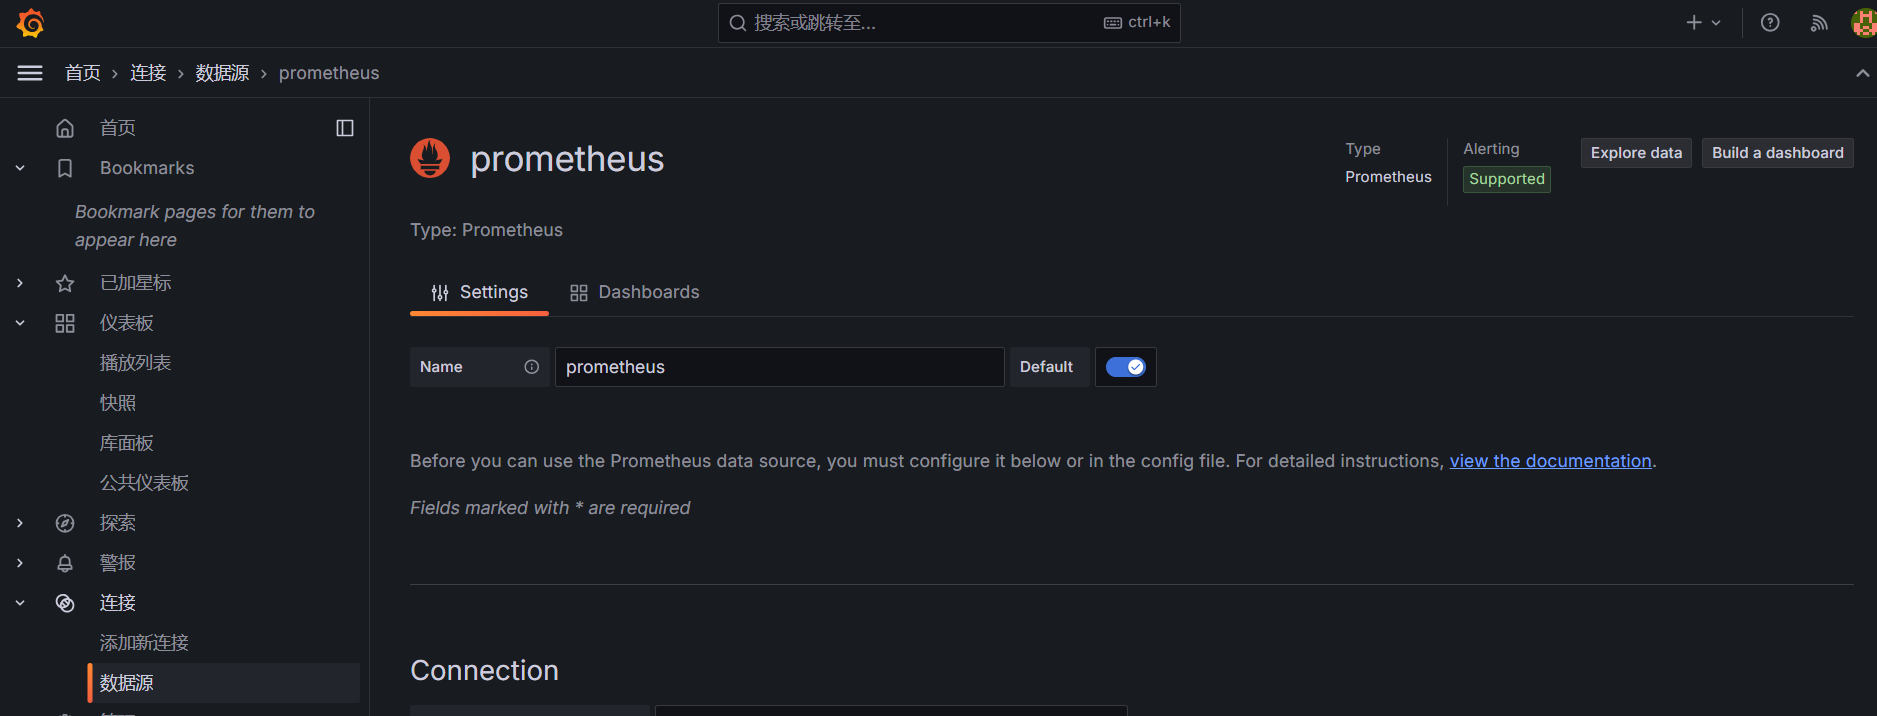 搜索或跳转至... ctrl+k
首页 › 连接 › 数据源 › prometheus
首页
Bookmarks
Bookmark pages for them to
appear here
已加星标
仪表板
播放列表
快照
库面板
公共仪表板
探索
警报
连接
添加新连接
数据源
prometheus
Type
Prometheus
Alerting
Supported
Explore data
Build a dashboard
Type: Prometheus
Settings
Dashboards
Name
prometheus
Default
Before you can use the Prometheus data source, you must configure it below or in the config file. For detailed instructions, view the documentation.
Fields marked with * are required
Connection